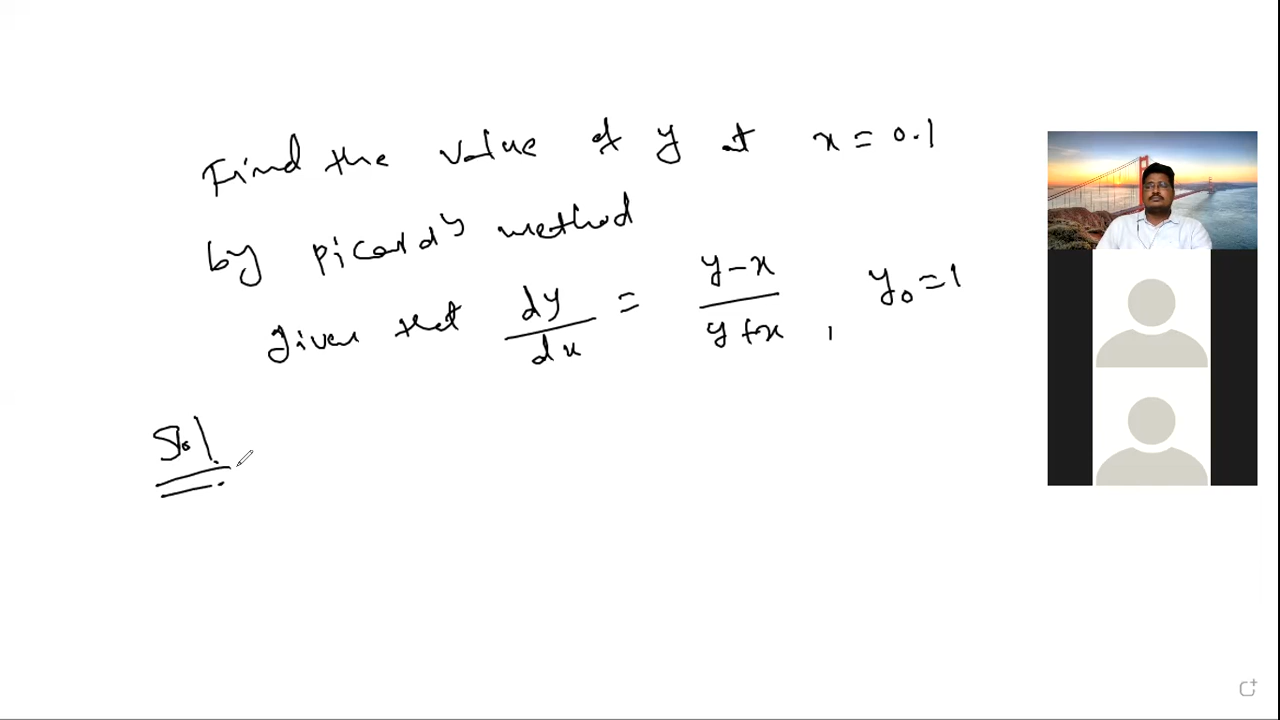 Find the value of y at x = 0.1
by picard's method
given that dy/dx = y-x/y+x , y₀ = 1
Sol.